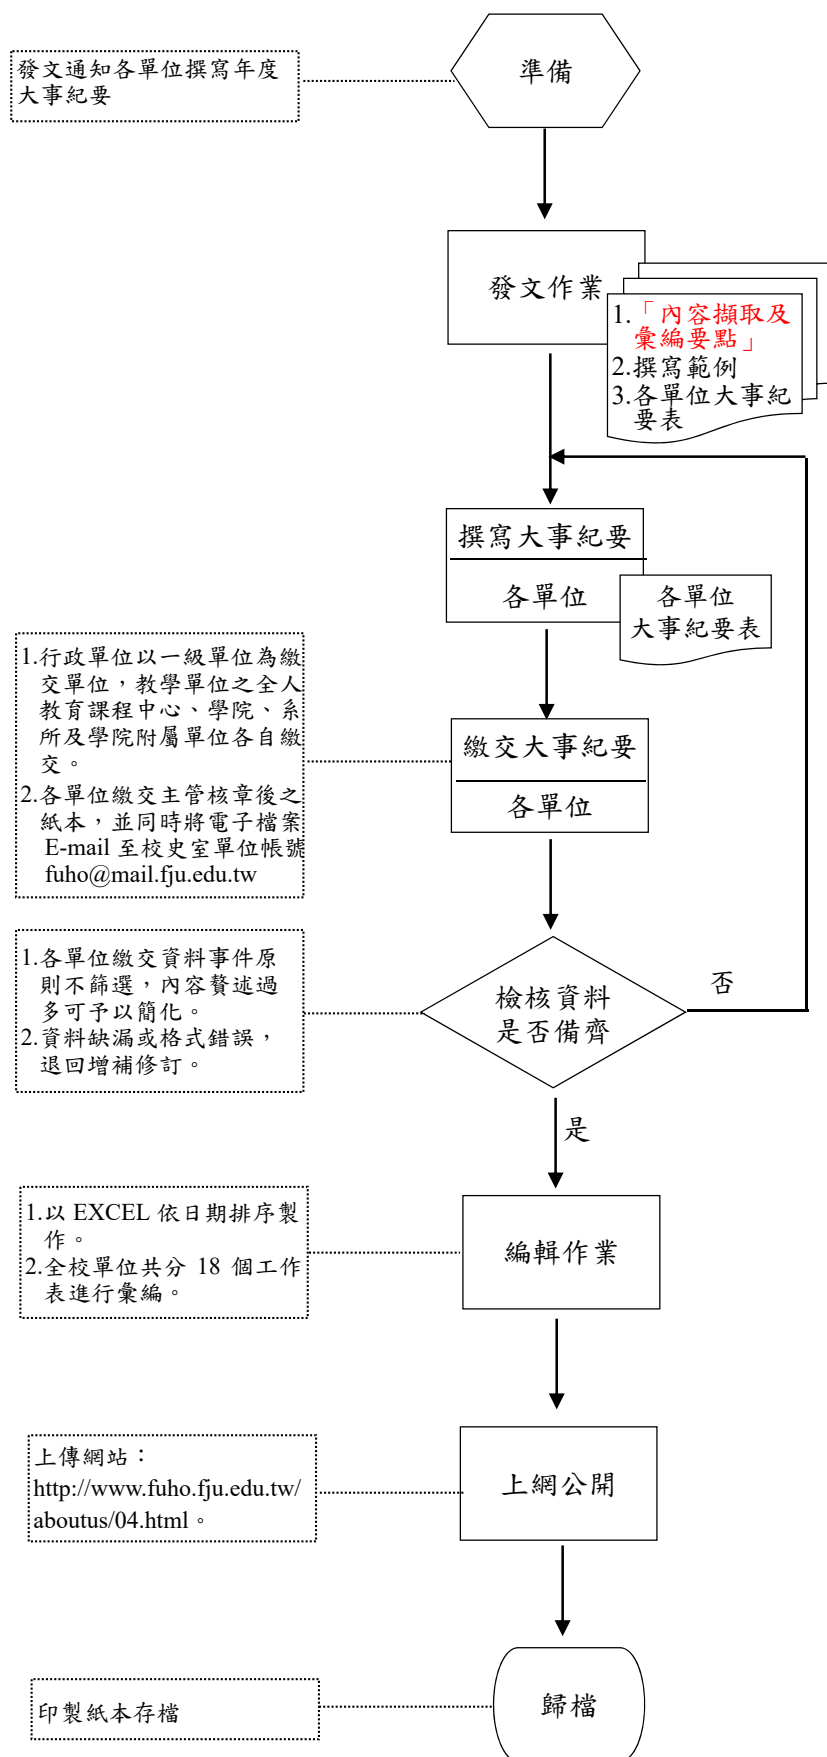 發文通知各單位撰寫年度
大事紀要
準備
發文作業
1.「內容擷取及
彙編要點」
2.撰寫範例
3.各單位大事紀
要表
撰寫大事紀要
各單位
各單位
大事紀要表
1.行政單位以一級單位為繳
交單位，教學單位之全人
教育課程中心、學院、系
所及學院附屬單位各自繳
交。
2.各單位繳交主管核章後之
紙本，並同時將電子檔案
E-mail 至校史室單位帳號
fuho@mail.fju.edu.tw
繳交大事紀要
各單位
1.各單位繳交資料事件原
則不篩選，內容贅述過
多可予以簡化。
2.資料缺漏或格式錯誤，
退回增補修訂。
檢核資料
是否備齊
否
是
1.以 EXCEL 依日期排序製
作。
2.全校單位共分 18 個工作
表進行彙編。
編輯作業
上傳網站：
http://www.fuho.fju.edu.tw/
aboutus/04.html。
上網公開
印製紙本存檔
歸檔